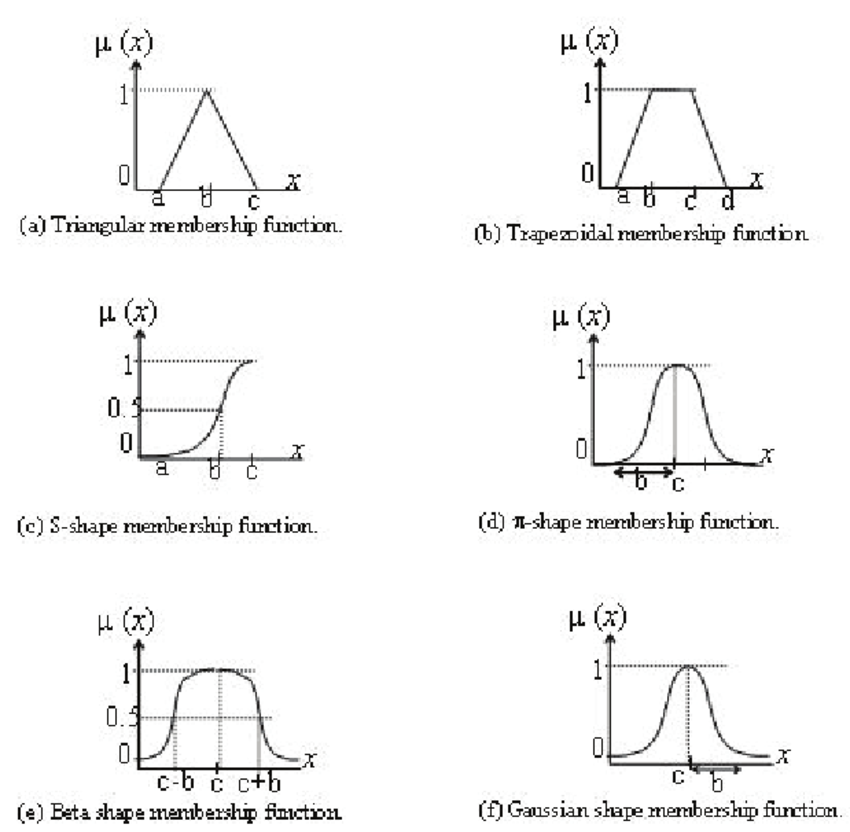 μ (x)
1
0
a b c x
(a) Triangular membership function.
μ (x)
1
0
a b c d x
(b) Trapezoidal membership function
μ (x)
1
0.5
0
a b c x
(c) S-shape membership function.
μ (x)
1
0
b c x
(d) π-shape membership function.
μ (x)
1
0.5
0
c-b c c+b x
(e) Beta shape membership function
μ (x)
1
0
c b x
(f) Gaussian shape membership function.